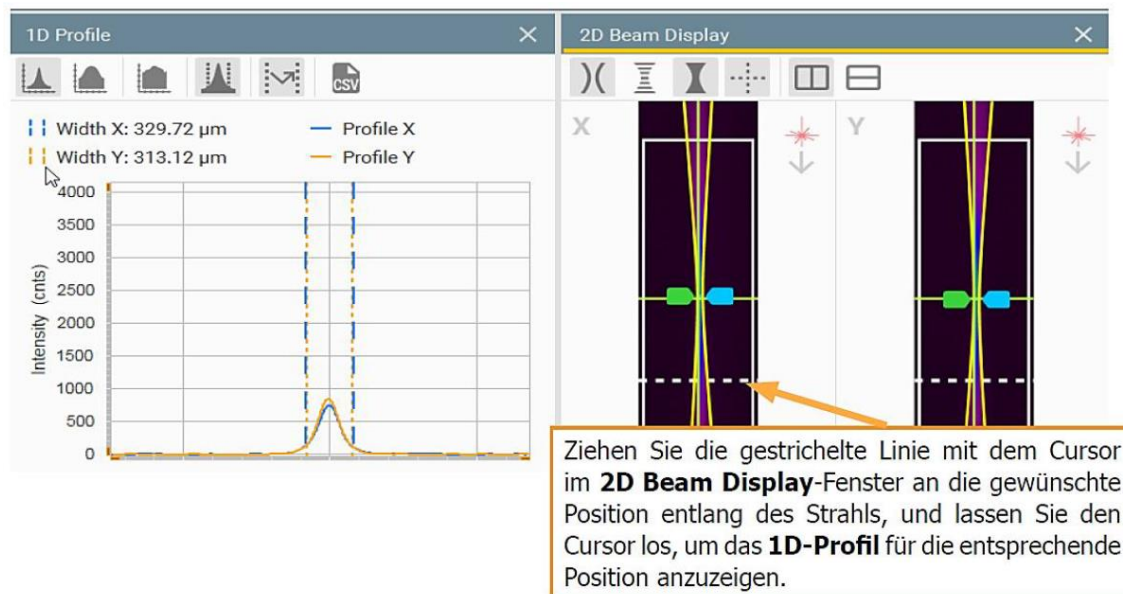 1D Profile
2D Beam Display
CSV
Width X: 329.72 µm
Profile X
Width Y: 313.12 µm
Profile Y
4000
3500
3000
2500
2000
1500
1000
500
0
Intensity (cnts)
X
Y
Ziehen Sie die gestrichelte Linie mit dem Cursor
im 2D Beam Display-Fenster an die gewünschte
Position entlang des Strahls, und lassen Sie den
Cursor los, um das 1D-Profil für die entsprechende
Position anzuzeigen.